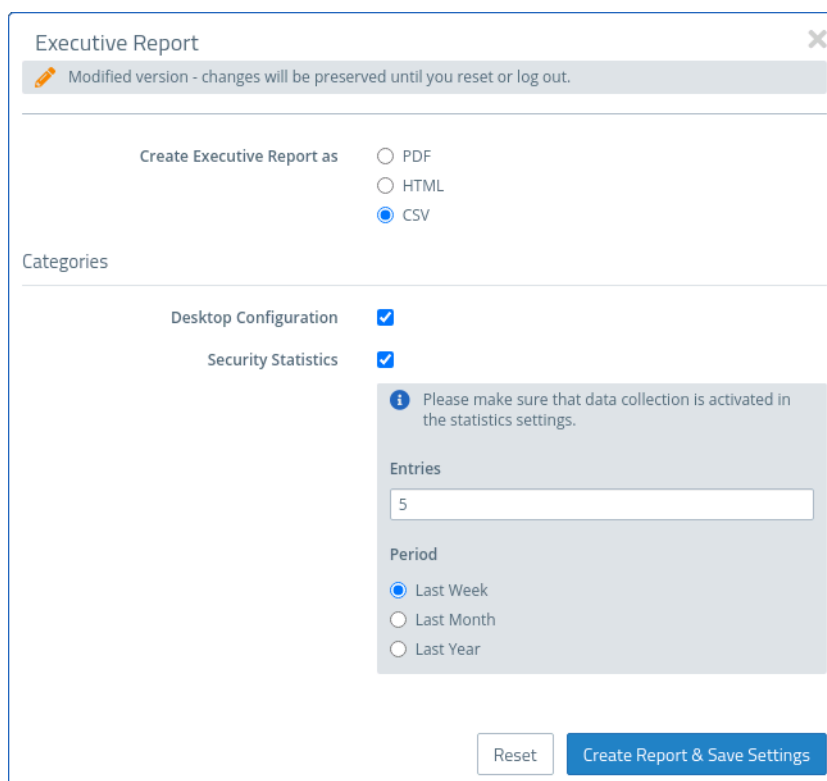 Executive Report
Modified version - changes will be preserved until you reset or log out.
Create Executive Report as
PDF
HTML
CSV
Categories
Desktop Configuration
Security Statistics
Please make sure that data collection is activated in
the statistics settings.
Entries
5
Period
Last Week
Last Month
Last Year
Reset
Create Report & Save Settings